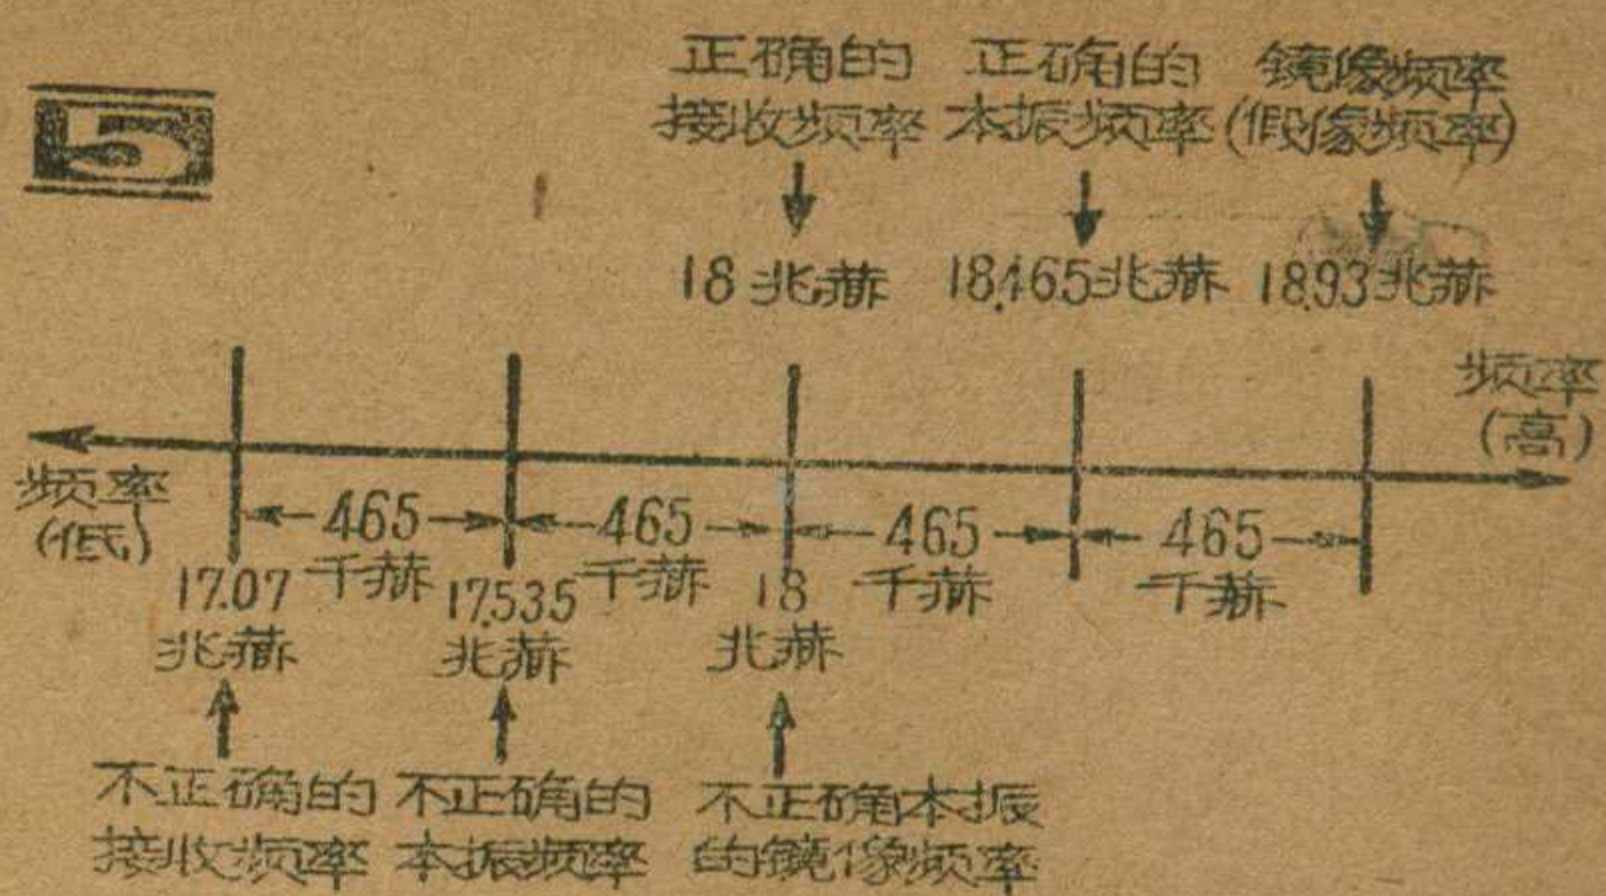 5
正确的 正确的 镜像频率
接收频率 本振频率 (假像频率)
18兆赫 18.465兆赫 18.93兆赫
频率
(高)
频率
(低)
465 465 465 465
千赫 千赫 千赫 千赫
17.07 17.535 18
兆赫 兆赫 兆赫
不正确的 不正确的 不正确本振
接收频率 本振频率 的镜像频率